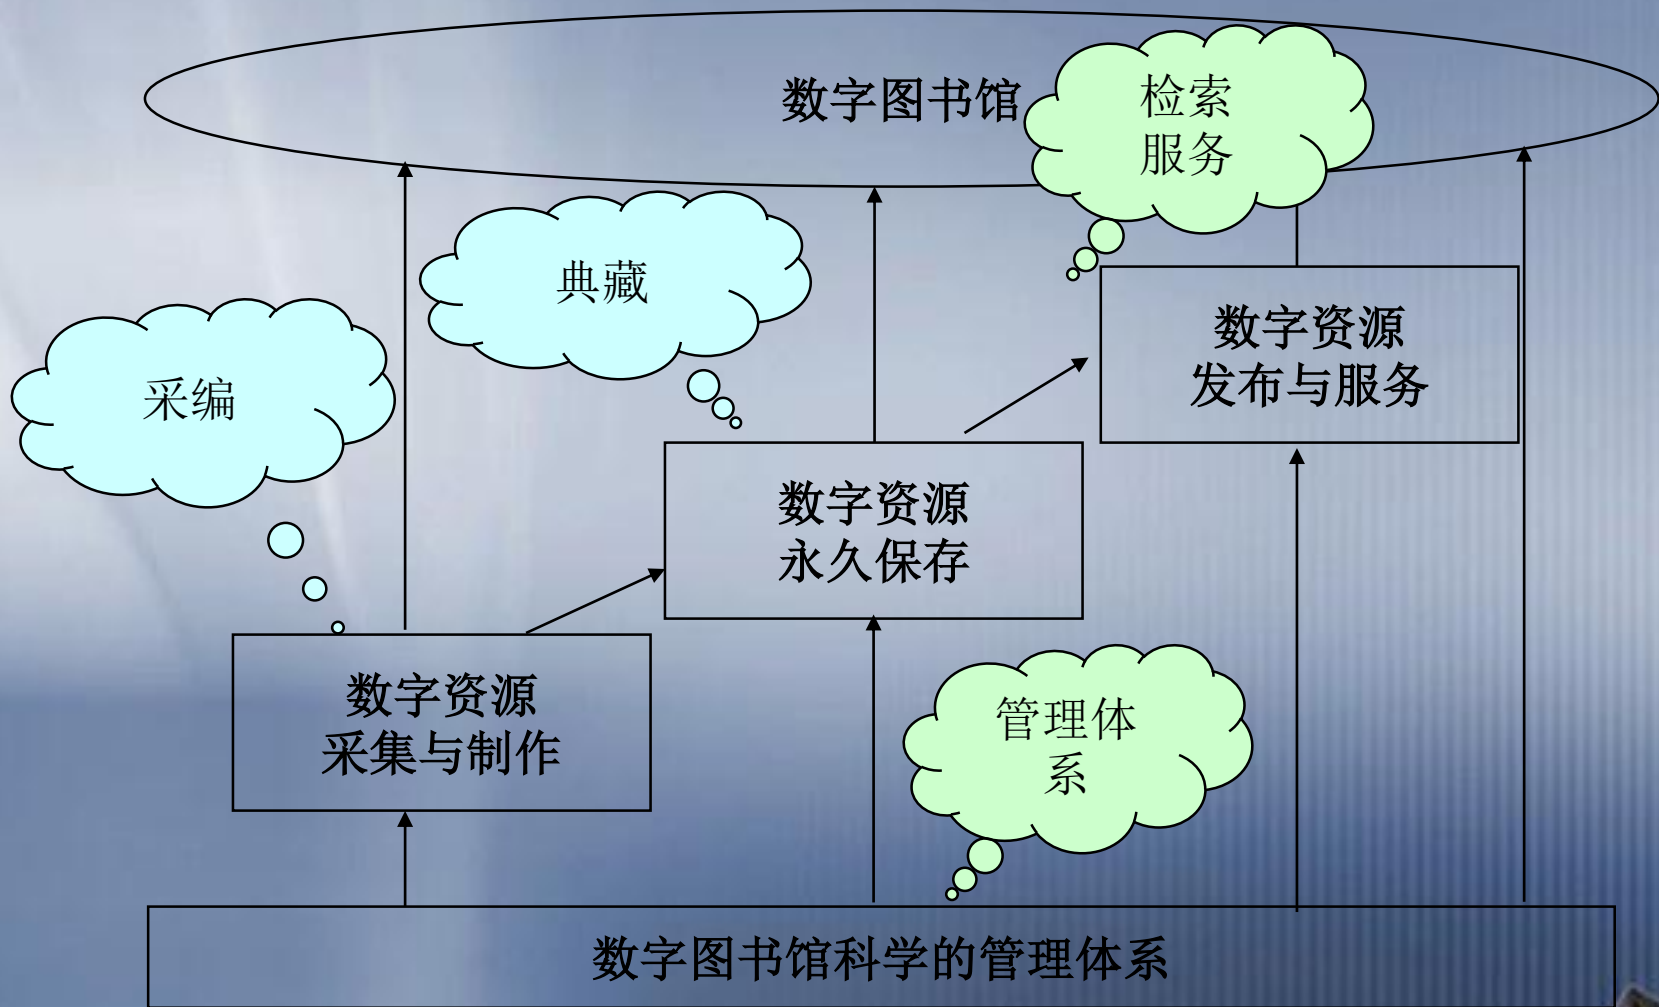 数字图书馆
检索
服务
典藏
数字资源
发布与服务
采编
数字资源
永久保存
数字资源
采集与制作
管理体
系
数字图书馆科学的管理体系